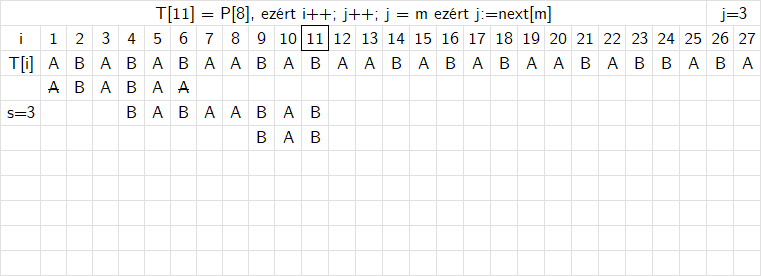 T[11] = P[8], ezért i++; j++; j = m ezért j:=next[m] j=3
i 1 2 3 4 5 6 7 8 9 10 11 12 13 14 15 16 17 18 19 20 21 22 23 24 25 26 27
T[i] A B A B A B A A B A B A A B A B A B A A B A B B A B A
A B A B A A
s=3 B A B A A B A B
B A B